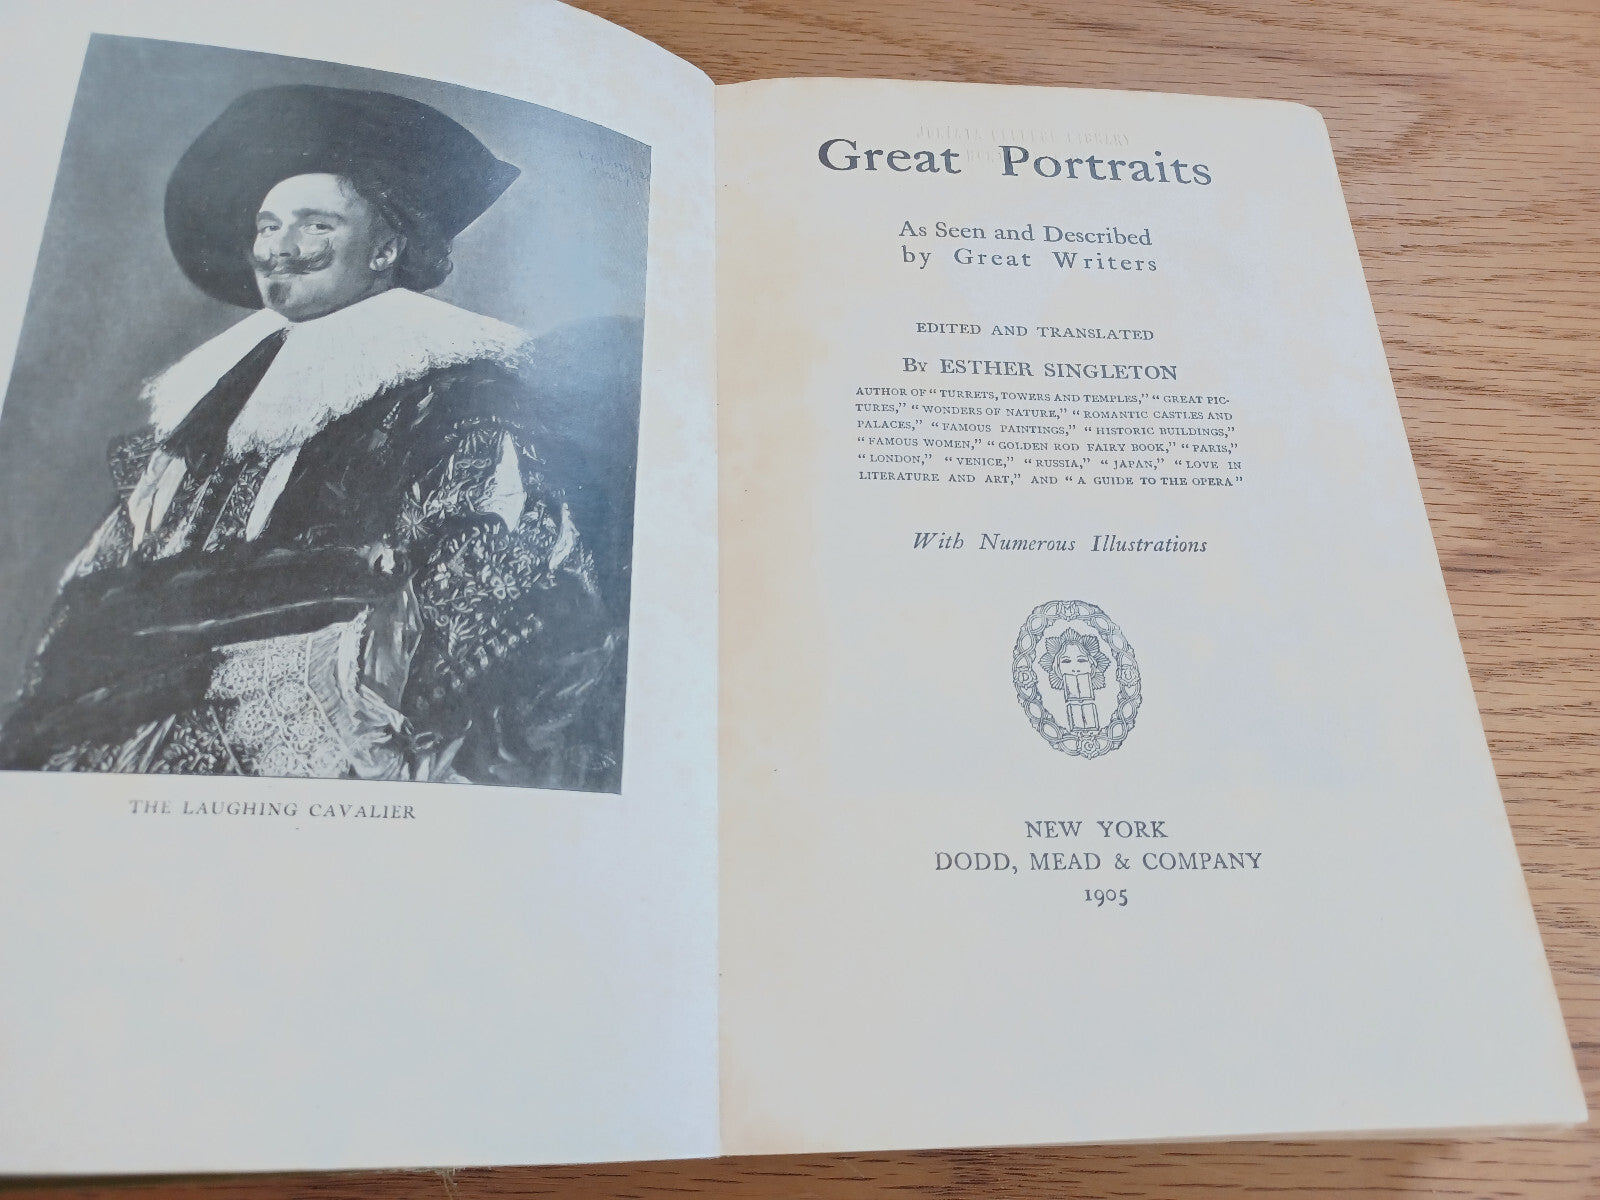 THE LAUGHING CAVALIER
LIBRARY
Great Portraits
As Seen and Described
by Great Writers
EDITED AND TRANSLATED
By ESTHER SINGLETON
AUTHOR OF "TURRETS, TOWERS AND TEMPLES," "GREAT PIC-
TURES," "WONDERS OF NATURE," "ROMANTIC CASTLES AND
PALACES," "FAMOUS PAINTINGS," "HISTORIC BUILDINGS,"
"FAMOUS WOMEN," "GOLDEN ROD FAIRY BOOK," "PARIS,"
"LONDON," "VENICE," "RUSSIA," "JAPAN," "LOVE IN
LITERATURE AND ART," AND "A GUIDE TO THE OPERA"
With Numerous Illustrations
NEW YORK
DODD, MEAD & COMPANY
1905